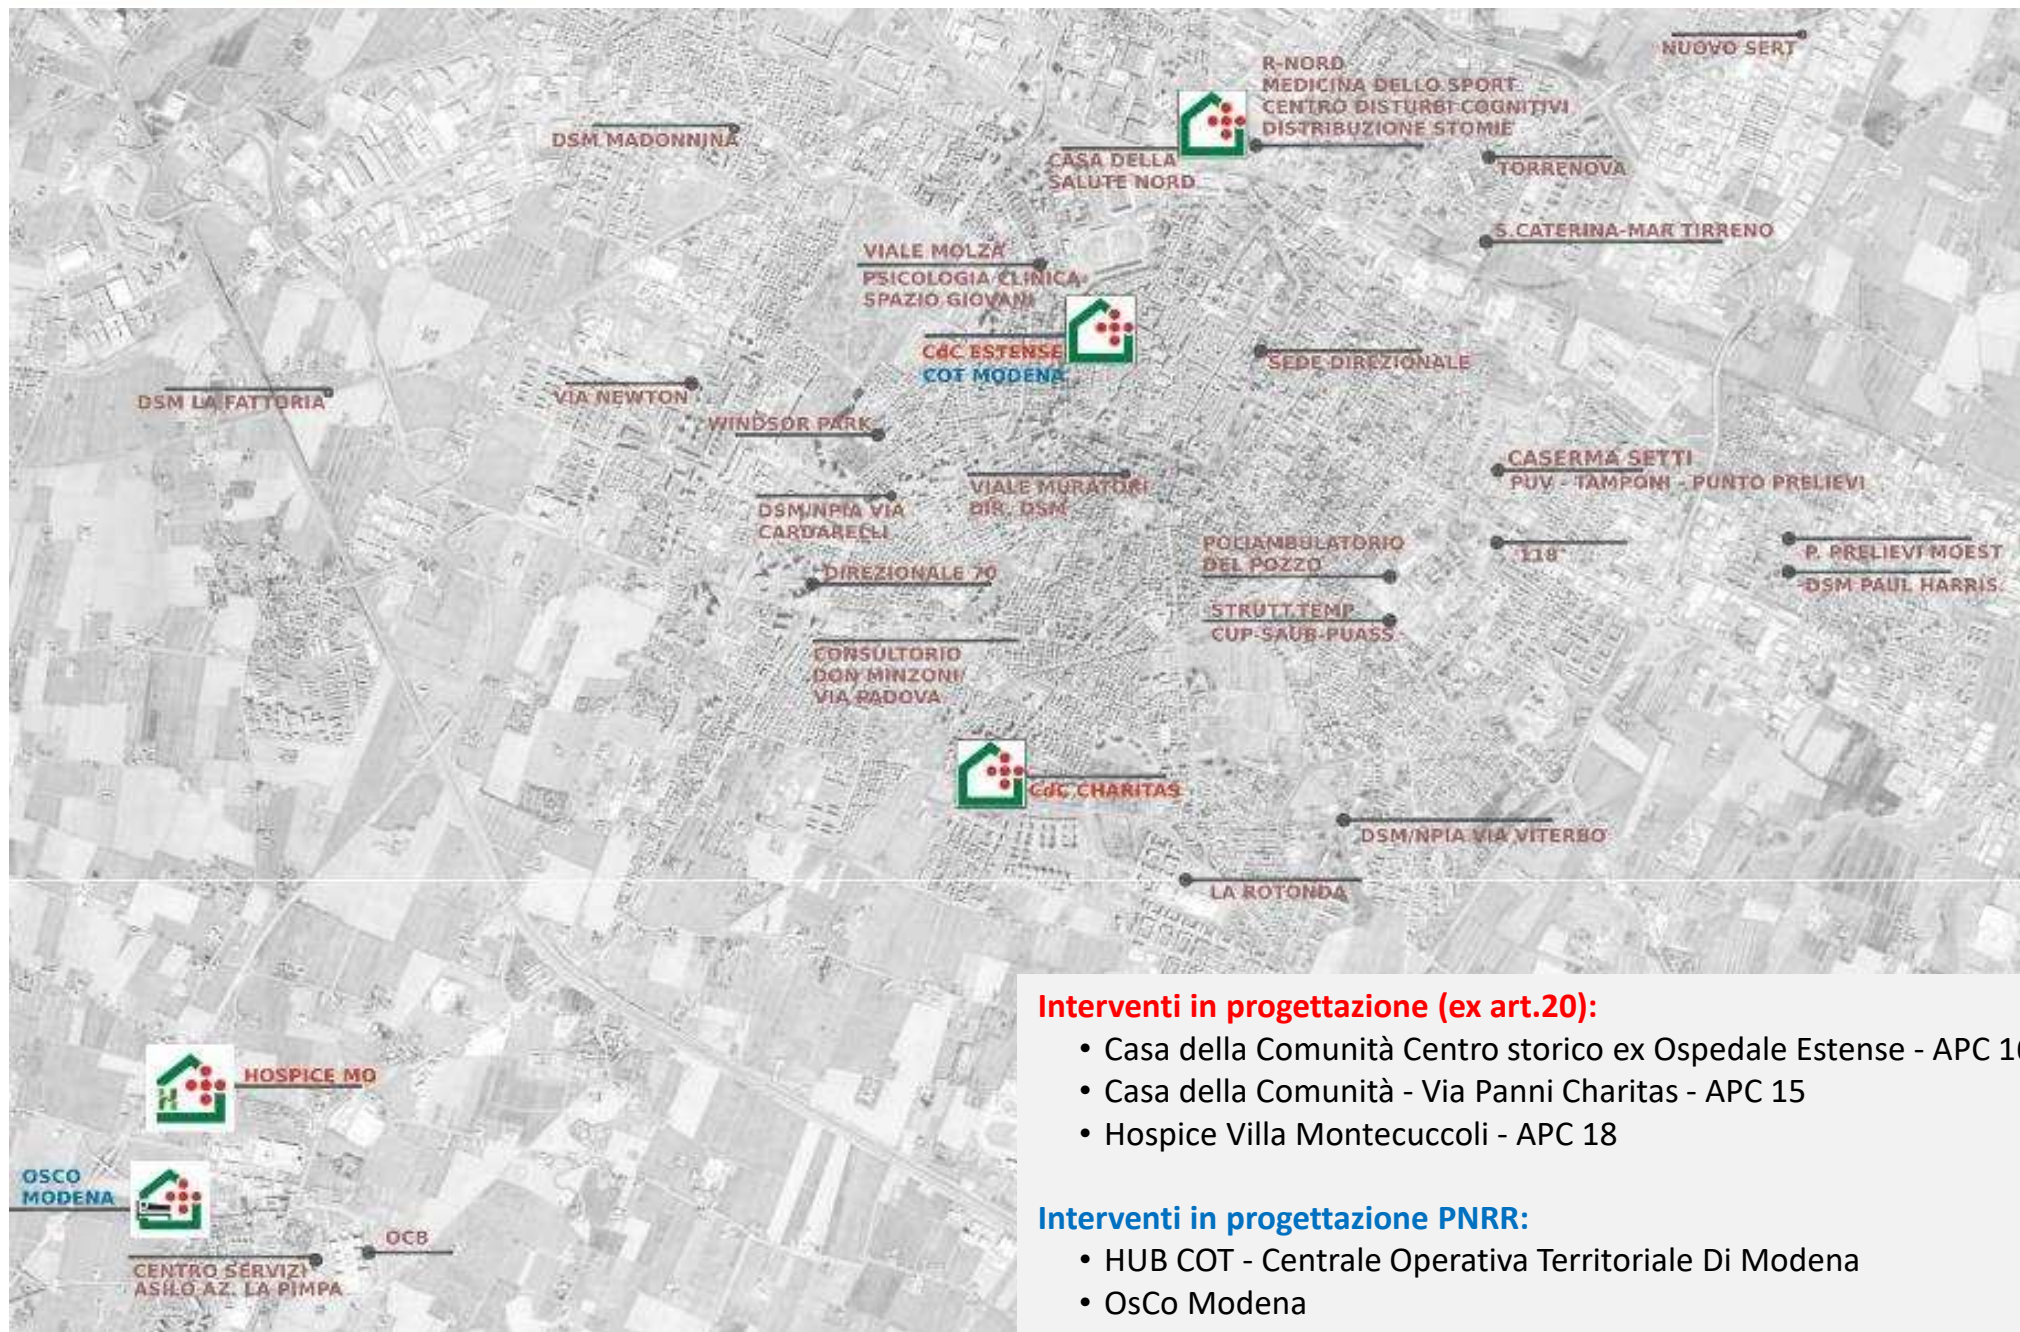 NUOVO SERT
R-NORD
MEDICINA DELLO SPORT
CENTRO DISTURBI COGNITIVI
DISTRIBUZIONE STOMIE
DSM MADONNINA
CASA DELLA
SALUTE NORD
TORRENOVA
S.CATERINA-MAR TIRRENO
VIALE MOLZA
PSICOLOGIA CLINICA
SPAZIO GIOVANI
CdC ESTENSE
COT MODENA
SEDE DIREZIONALE
DSM LA FATTORIA
VIA NEWTON
WINDSOR PARK
CASERMA SETTI
PUV - TAMPONI - PUNTO PRELIEVI
VIALE MURATORI
DIR. DSM
DSM/NPIA VIA
CARDARELLI
POLIAMBULATORIO
DEL POZZO
118
P. PRELIEVI MOEST
DSM PAUL HARRIS
DIREZIONALE 70
STRUTT.TEMP
CUP-SAUB-PUASS
CONSULTORIO
DON MINZONI/
VIA PADOVA
CdC CHARITAS
DSM/NPIA VIA VITERBO
LA ROTONDA
H
HOSPICE MO
OSCO
MODENA
OCB
CENTRO SERVIZI
ASILO AZ. LA PIMPA
Interventi in progettazione (ex art.20):
• Casa della Comunità Centro storico ex Ospedale Estense - APC 16
• Casa della Comunità - Via Panni Charitas - APC 15
• Hospice Villa Montecuccoli - APC 18
Interventi in progettazione PNRR:
• HUB COT - Centrale Operativa Territoriale Di Modena
• OsCo Modena